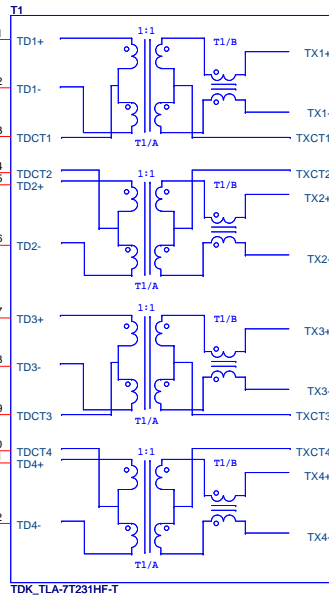 T1
1:1
TD1+
T1/B
TX1+
TD1-
TX1-
TDCT1
TXCT1
T1/A
TDCT2
1:1
TXCT2
TD2+
T1/B
TX2+
TD2-
TX2-
T1/A
1:1
TD3+
T1/B
TX3+
TD3-
TX3-
TDCT3
TXCT3
T1/A
TDCT4
1:1
TXCT4
TD4+
T1/B
TX4+
TD4-
TX4-
T1/A
TDK_TLA-7T231HF-T